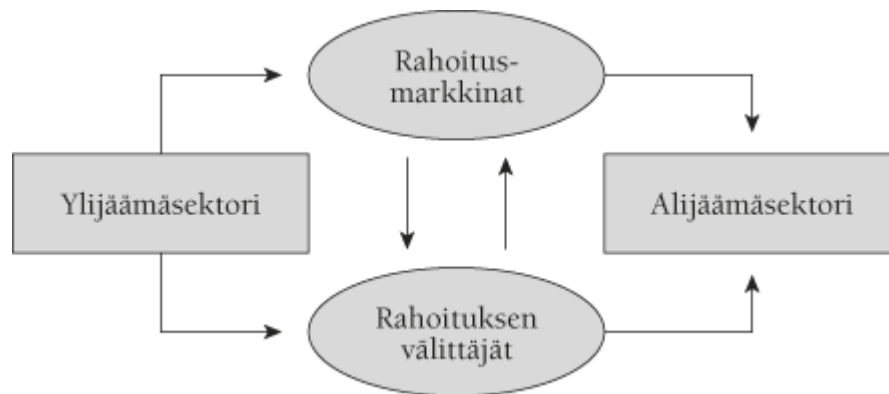 Rahoitus-
markkinat
Ylijäämäsektori
Alijäämäsektori
Rahoituksen
välittäjät